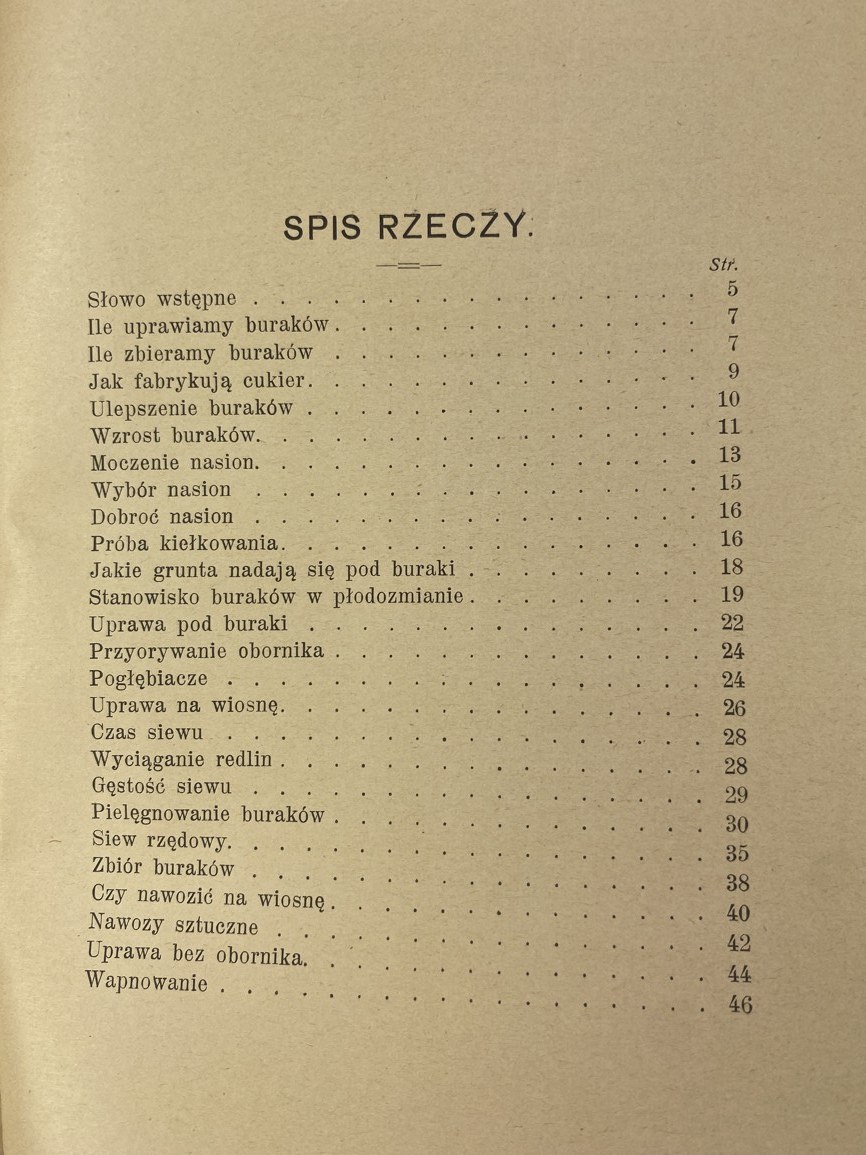 SPIS RZECZY.
Str.
Słowo wstępne . . . . . . . . . . . . . . . . . 5
Ile uprawiamy buraków . . . . . . . . . . . . . . 7
Ile zbieramy buraków . . . . . . . . . . . . . . 7
Jak fabrykują cukier . . . . . . . . . . . . . . . 9
Ulepszenie buraków . . . . . . . . . . . . . . . 10
Wzrost buraków. . . . . . . . . . . . . . . . . 11
Moczenie nasion. . . . . . . . . . . . . . . . . 13
Wybór nasion . . . . . . . . . . . . . . . . . 15
Dobroć nasion . . . . . . . . . . . . . . . . . 16
Próba kiełkowania. . . . . . . . . . . . . . . . 16
Jakie grunta nadają się pod buraki . . . . . . . . . 18
Stanowisko buraków w płodozmianie . . . . . . . . . 19
Uprawa pod buraki . . . . . . . . . . . . . . . 22
Przyorywanie obornika . . . . . . . . . . . . . . 24
Pogłębiacze . . . . . . . . . . . . . . . . . . 24
Uprawa na wiosnę. . . . . . . . . . . . . . . . 26
Czas siewu . . . . . . . . . . . . . . . . . . 28
Wyciąganie redlin . . . . . . . . . . . . . . . . 28
Gęstość siewu . . . . . . . . . . . . . . . . . 29
Pielęgnowanie buraków . . . . . . . . . . . . . . 30
Siew rzędowy. . . . . . . . . . . . . . . . . . 35
Zbiór buraków . . . . . . . . . . . . . . . . . 38
Czy nawozić na wiosnę . . . . . . . . . . . . . . 40
Nawozy sztuczne . . . . . . . . . . . . . . . . 42
Uprawa bez obornika. . . . . . . . . . . . . . . 44
Wapnowanie . . . . . . . . . . . . . . . . . . 46